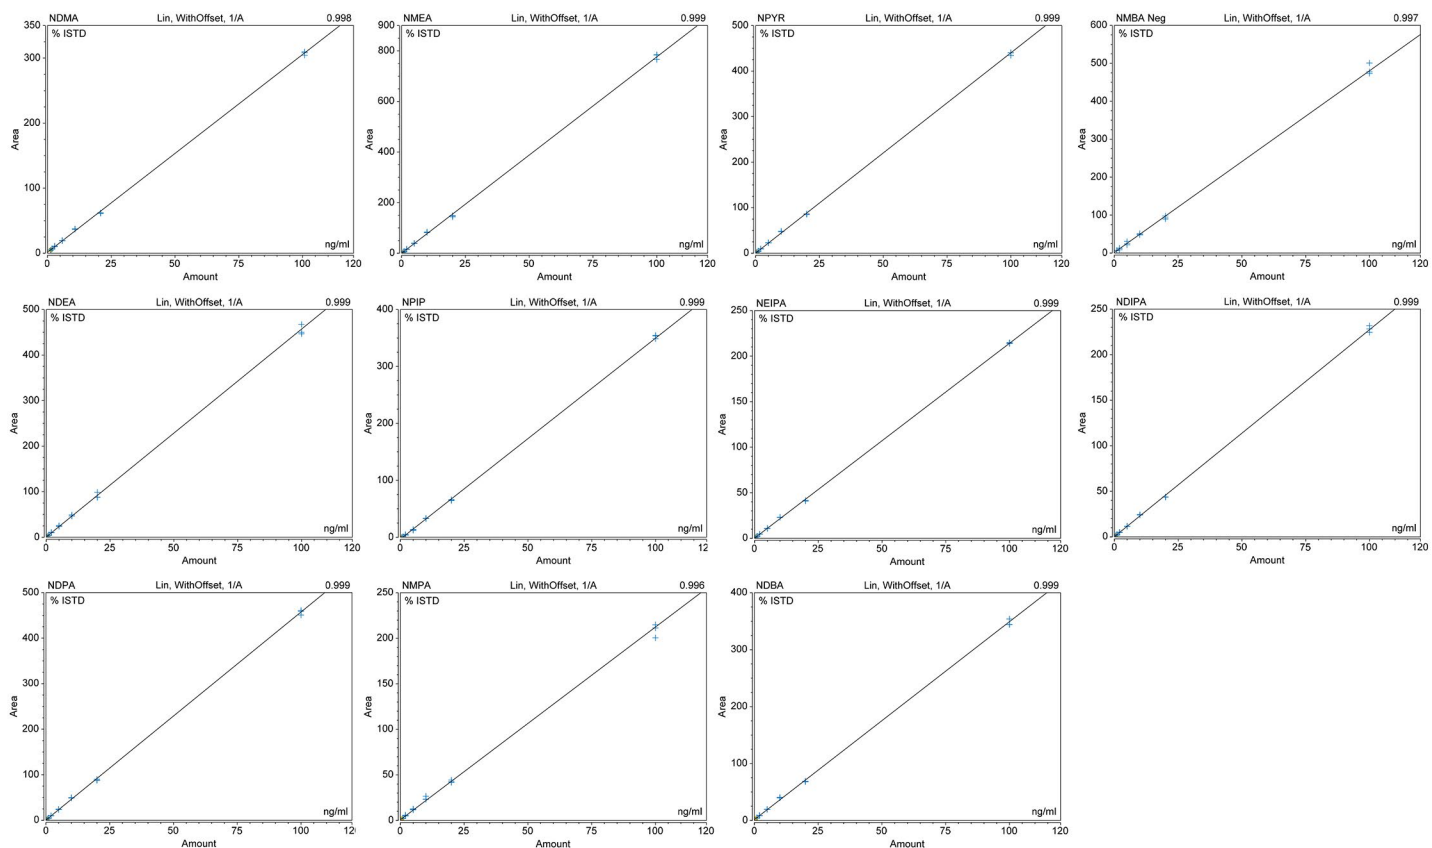 NDMA Lin, WithOffset, 1/A 0.998
% ISTD
350
300
200
100
0
Area
ng/ml
0 25 50 75 100 120
Amount
NMEA Lin, WithOffset, 1/A 0.999
% ISTD
900
800
600
400
200
0
Area
ng/ml
0 25 50 75 100 120
Amount
NPYR Lin, WithOffset, 1/A 0.999
% ISTD
500
400
300
200
100
0
Area
ng/ml
0 25 50 75 100 120
Amount
NMBA Neg Lin, WithOffset, 1/A 0.997
% ISTD
600
500
400
300
200
100
0
Area
ng/ml
0 25 50 75 100 120
Amount
NDEA Lin, WithOffset, 1/A 0.999
% ISTD
500
400
300
200
100
0
Area
ng/ml
0 25 50 75 100 120
Amount
NPIP Lin, WithOffset, 1/A 0.999
% ISTD
400
300
200
100
0
Area
ng/ml
0 25 50 75 100 12
Amount
NEIPA Lin, WithOffset, 1/A 0.999
% ISTD
250
200
150
100
50
0
Area
ng/ml
0 25 50 75 100 120
Amount
NDIPA Lin, WithOffset, 1/A 0.999
% ISTD
250
200
150
100
50
0
Area
ng/ml
0 25 50 75 100 120
Amount
NDPA Lin, WithOffset, 1/A 0.999
% ISTD
500
400
300
200
100
0
Area
ng/ml
0 25 50 75 100 120
Amount
NMPA Lin, WithOffset, 1/A 0.996
% ISTD
250
200
150
100
50
0
Area
ng/ml
0 25 50 75 100 120
Amount
NDBA Lin, WithOffset, 1/A 0.999
% ISTD
400
300
200
100
0
Area
ng/ml
0 25 50 75 100 120
Amount